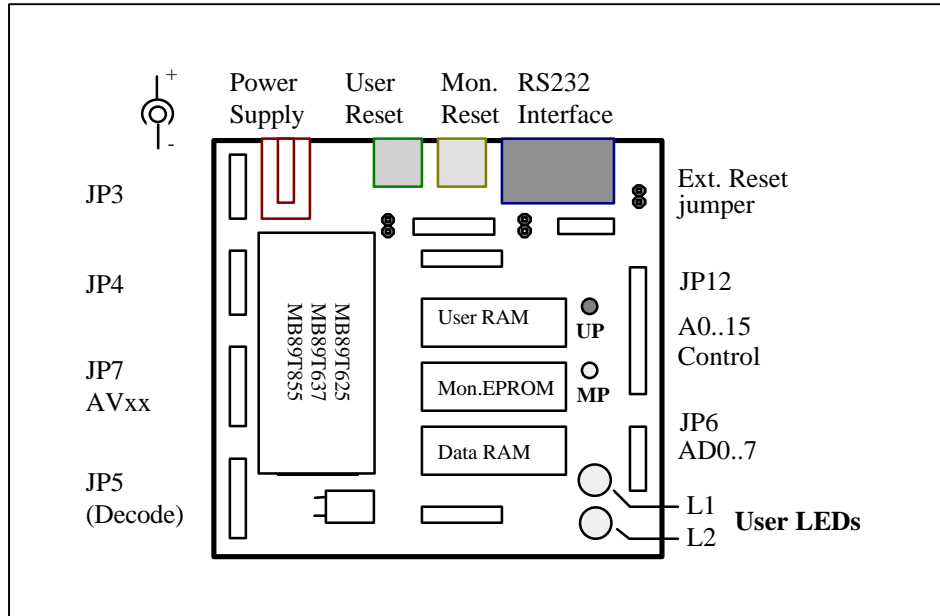 +
Power Supply
User Reset
Mon. Reset
RS232 Interface
-
JP3
Ext. Reset
jumper
JP4
JP12
MB89T625
MB89T637
MB89T855
User RAM
UP
A0..15
Control
JP7
AVxx
Mon.EPROM
MP
JP6
AD0..7
Data RAM
JP5
(Decode)
L1
L2
User LEDs